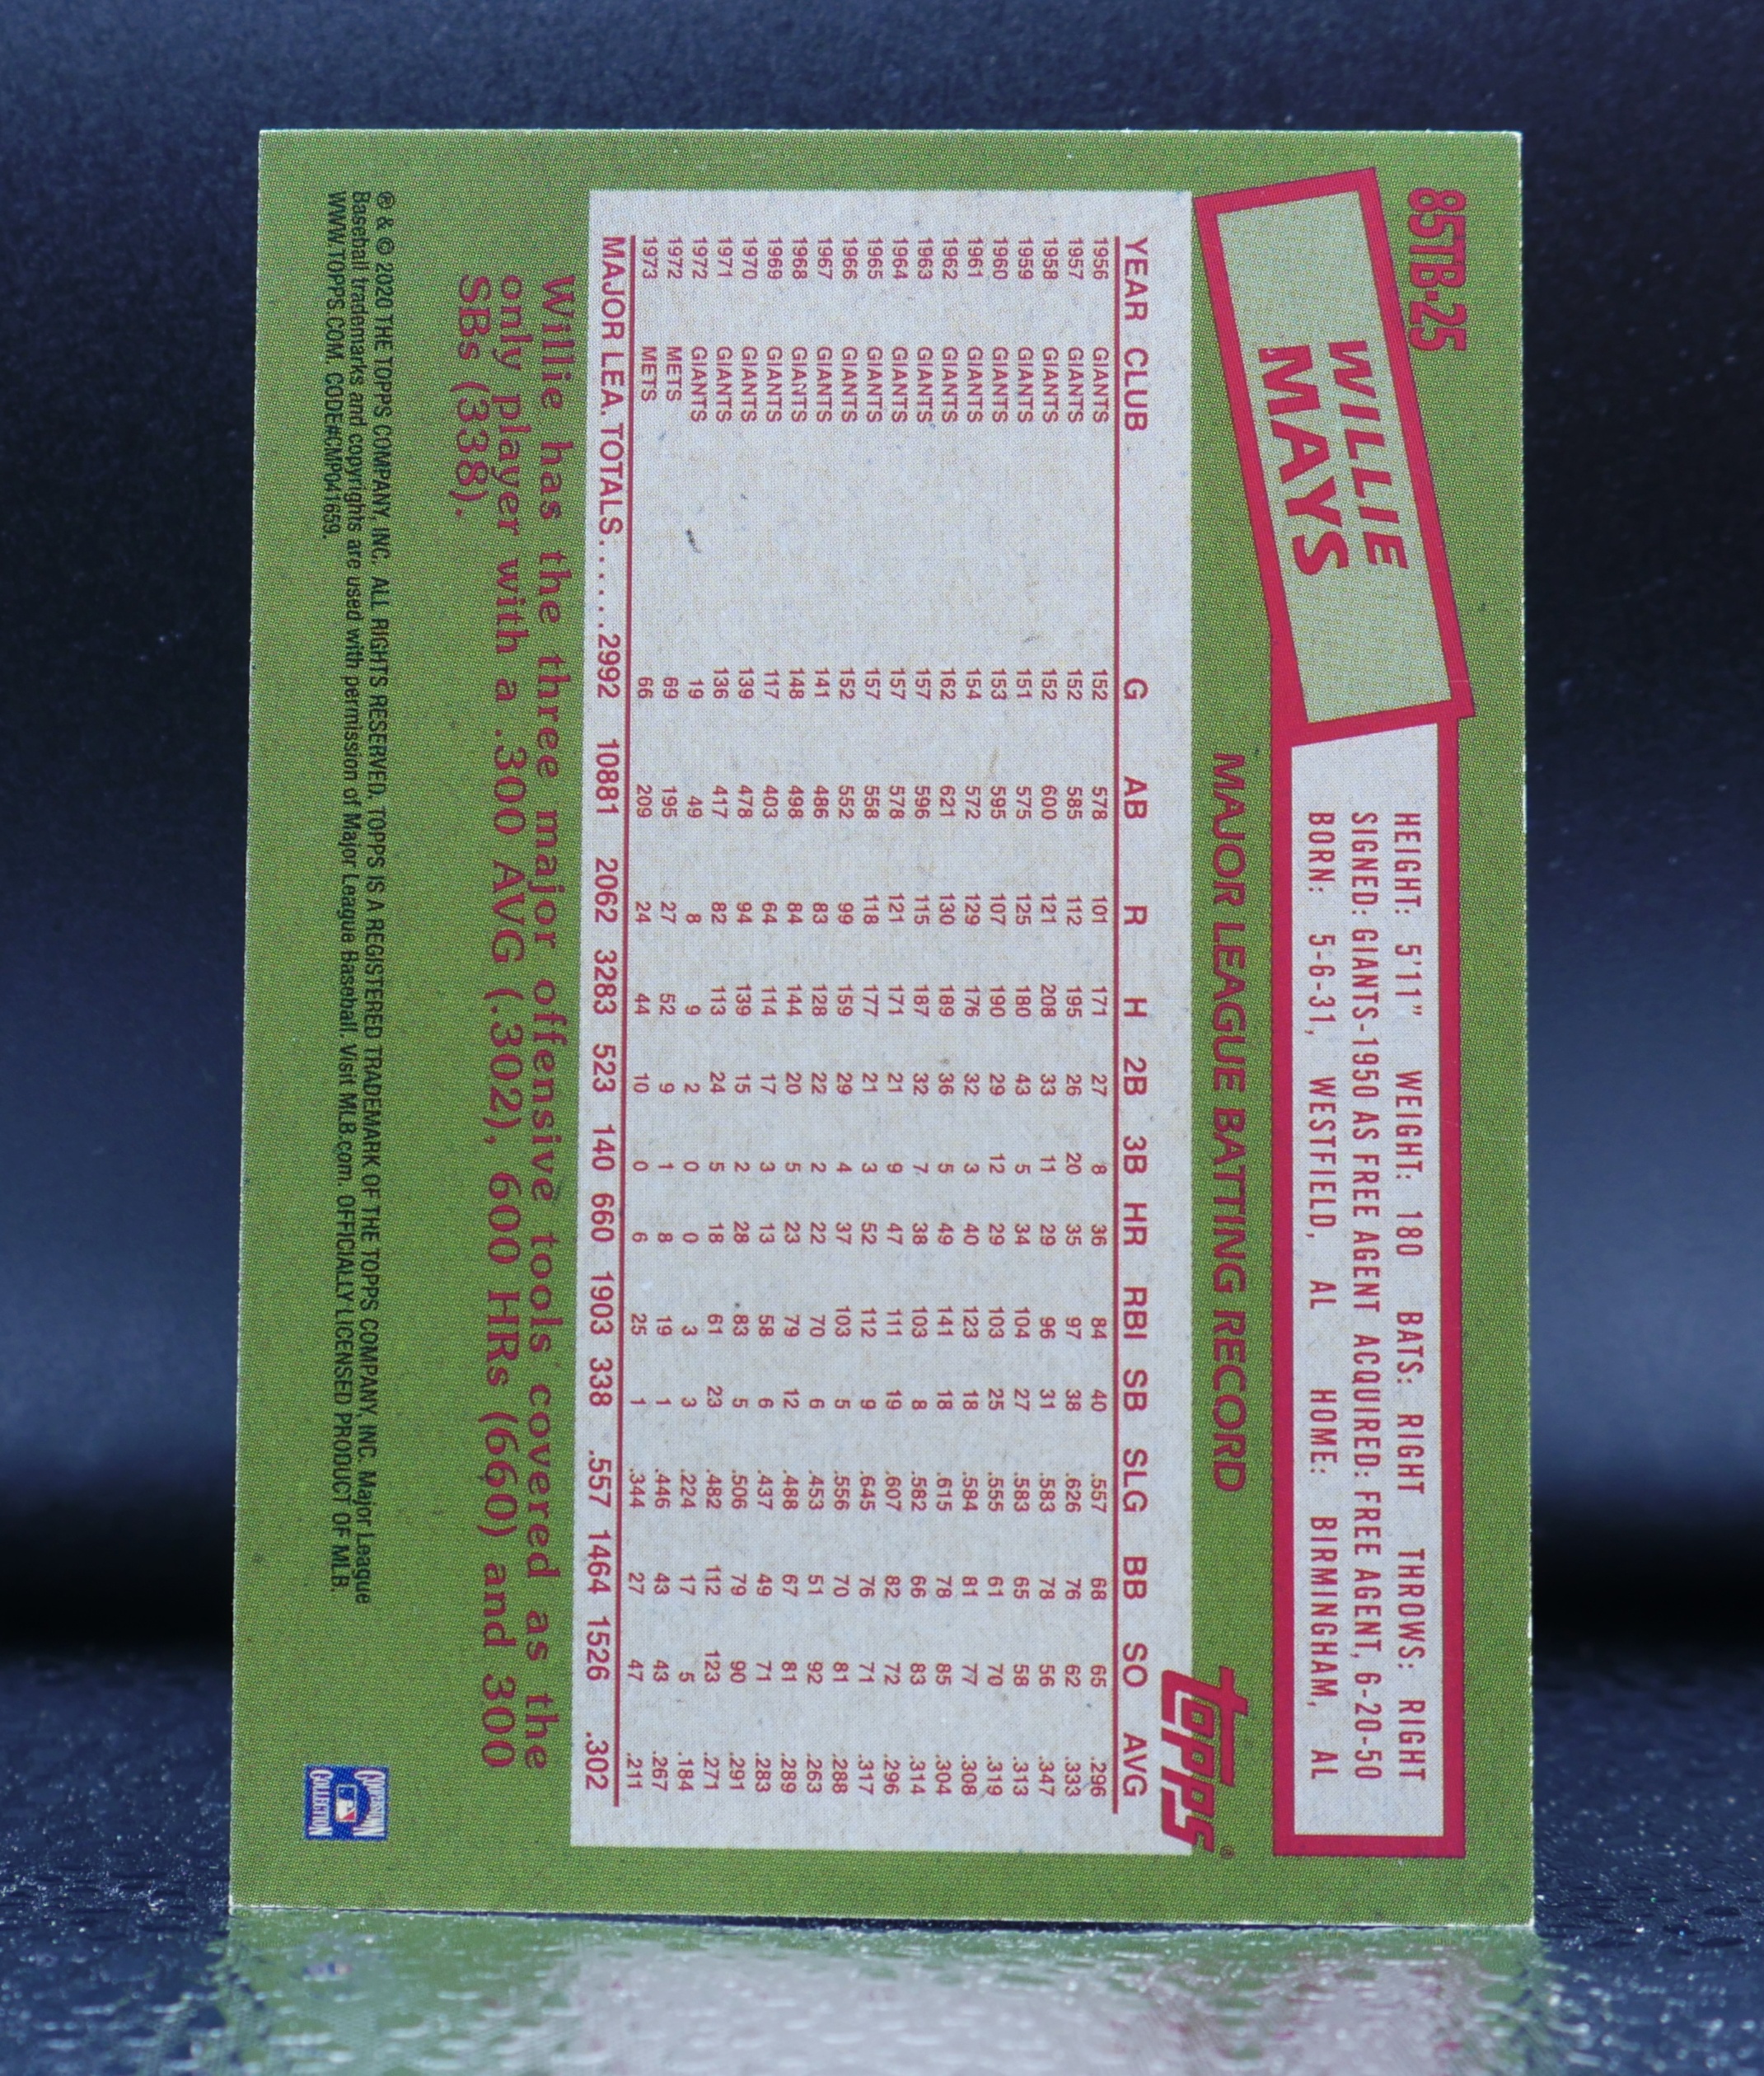 85TB-25
WILLIE
MAYS
HEIGHT: 5'11" WEIGHT: 180 BATS: RIGHT THROWS: RIGHT
SIGNED: GIANTS-1950 AS FREE AGENT ACQUIRED: FREE AGENT, 6-20-50
BORN: 5-6-31, WESTFIELD, AL HOME: BIRMINGHAM, AL
MAJOR LEAGUE BATTING RECORD
topps®
YEAR CLUB G AB R H 2B 3B HR RBI SB SLG BB SO AVG
1956 GIANTS 152 578 101 171 27 8 36 84 40 .557 68 65 .296
1957 GIANTS 152 585 112 195 26 20 35 97 38 .626 76 62 .333
1958 GIANTS 152 600 121 208 33 11 29 96 31 .583 78 56 .347
1959 GIANTS 151 575 125 180 43 5 34 104 27 .583 65 58 .313
1960 GIANTS 153 595 107 190 29 12 29 103 25 .555 61 70 .319
1961 GIANTS 154 572 129 176 32 3 40 123 18 .584 81 77 .308
1962 GIANTS 162 621 130 189 36 5 49 141 18 .615 78 85 .304
1963 GIANTS 157 596 115 187 32 7 38 103 8 .582 66 83 .314
1964 GIANTS 157 578 121 171 21 9 47 111 19 .607 82 72 .296
1965 GIANTS 157 558 118 177 21 3 52 112 9 .645 76 71 .317
1966 GIANTS 152 552 99 159 29 4 37 103 5 .556 70 81 .288
1967 GIANTS 141 486 83 128 22 2 22 70 6 .453 51 92 .263
1968 GIANTS 148 498 84 144 20 5 23 79 12 .488 67 81 .289
1969 GIANTS 117 403 64 114 17 3 13 58 6 .437 49 71 .283
1970 GIANTS 139 478 94 139 15 2 28 83 5 .506 79 90 .291
1971 GIANTS 136 417 82 113 24 5 18 61 23 .482 112 123 .271
1972 GIANTS 19 49 8 9 2 0 0 3 3 .224 17 5 .184
1972 METS 69 195 27 52 9 1 8 19 1 .446 43 43 .267
1973 METS 66 209 24 44 10 0 6 25 1 .344 27 47 .211
MAJOR LEA. TOTALS......2992 10881 2062 3283 523 140 660 1903 338 .557 1464 1526 .302
Willie has the three major offensive tools covered as the
only player with a .300 AVG (.302), 600 HRs (660) and 300
SBs (338).
® & © 2020 THE TOPPS COMPANY, INC. ALL RIGHTS RESERVED. TOPPS IS A REGISTERED TRADEMARK OF THE TOPPS COMPANY, INC. Major League
Baseball trademarks and copyrights are used with permission of Major League Baseball. Visit MLB.com. OFFICIALLY LICENSED PRODUCT OF MLB.
WWW.TOPPS.COM. CODE#CMP041659.
COOPERSTOWN
COLLECTION